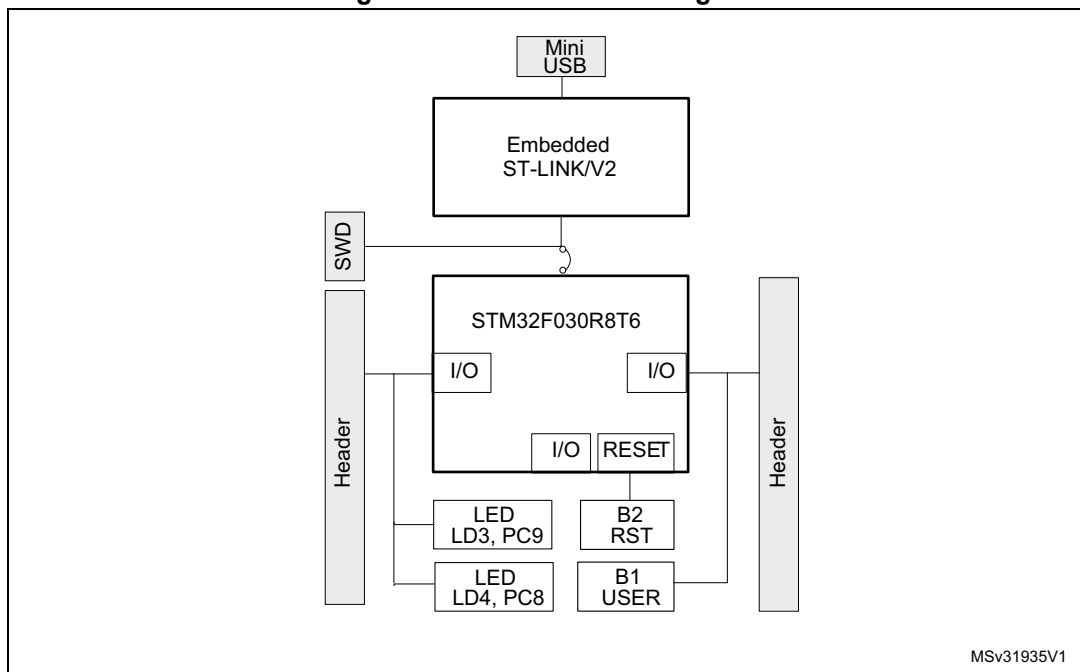 Mini
USB
Embedded
ST-LINK/V2
SWD
STM32F030R8T6
I/O
I/O
Header
Header
I/O
RESET
LED
LD3, PC9
B2
RST
LED
LD4, PC8
B1
USER
MSv31935V1